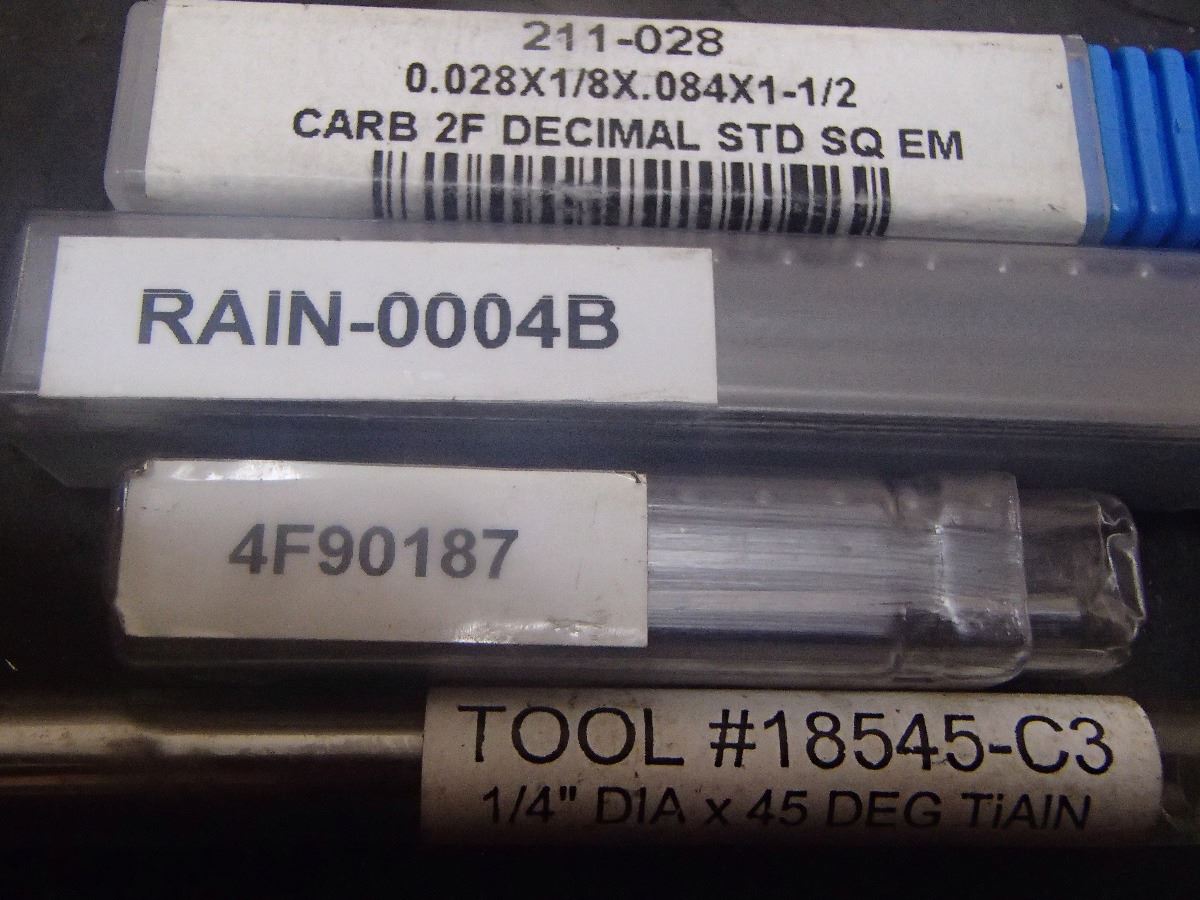 211-028
0.028X1/8X.084X1-1/2
CARB 2F DECIMAL STD SQ EM
RAIN-0004B
4F90187
TOOL #18545-C3
1/4" DIA x 45 DEG TiAlN